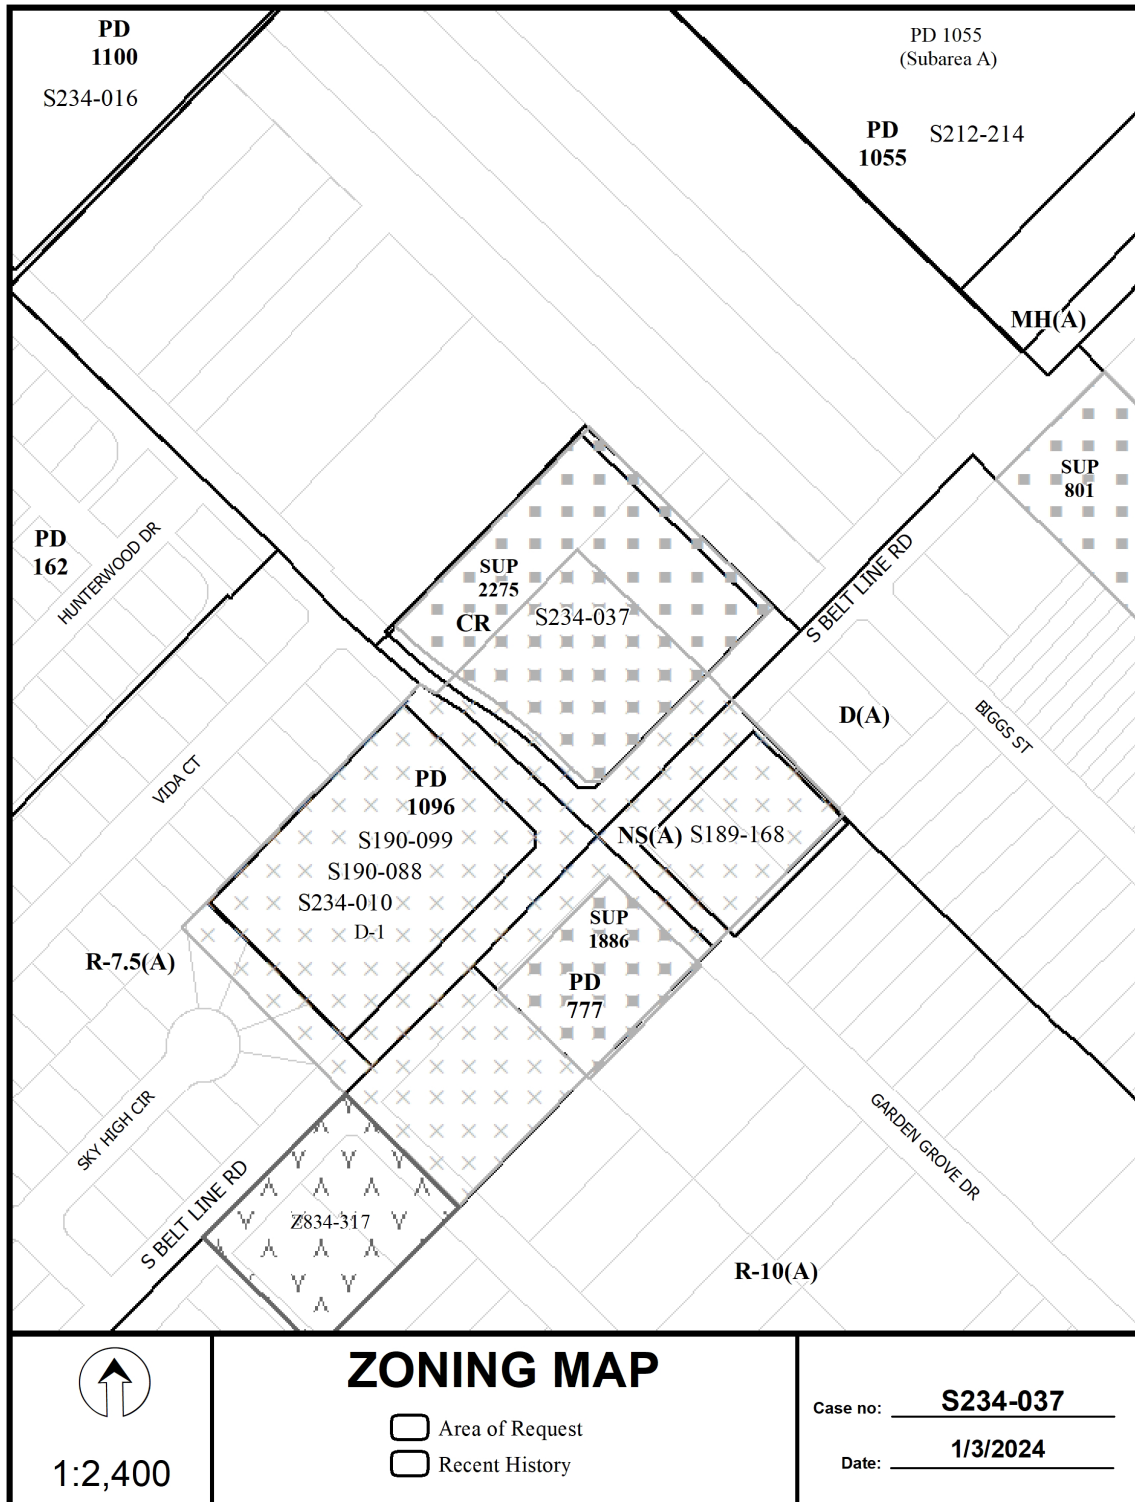 PD
1100
S234-016
PD 1055
(Subarea A)
PD
1055
S212-214
MH(A)
SUP
801
PD
162
HUNTERWOOD DR
SUP
2275
CR
S234-037
S BELT LINE RD
D(A)
BIGGS ST
VIDA CT
PD
1096
S190-099
S190-088
S234-010
D-1
NS(A)
S189-168
SUP
1886
PD
777
R-7.5(A)
SKY HIGH CIR
S BELT LINE RD
Z834-317
GARDEN GROVE DR
R-10(A)
1:2,400
ZONING MAP
Area of Request
Recent History
Case no: S234-037
Date: 1/3/2024